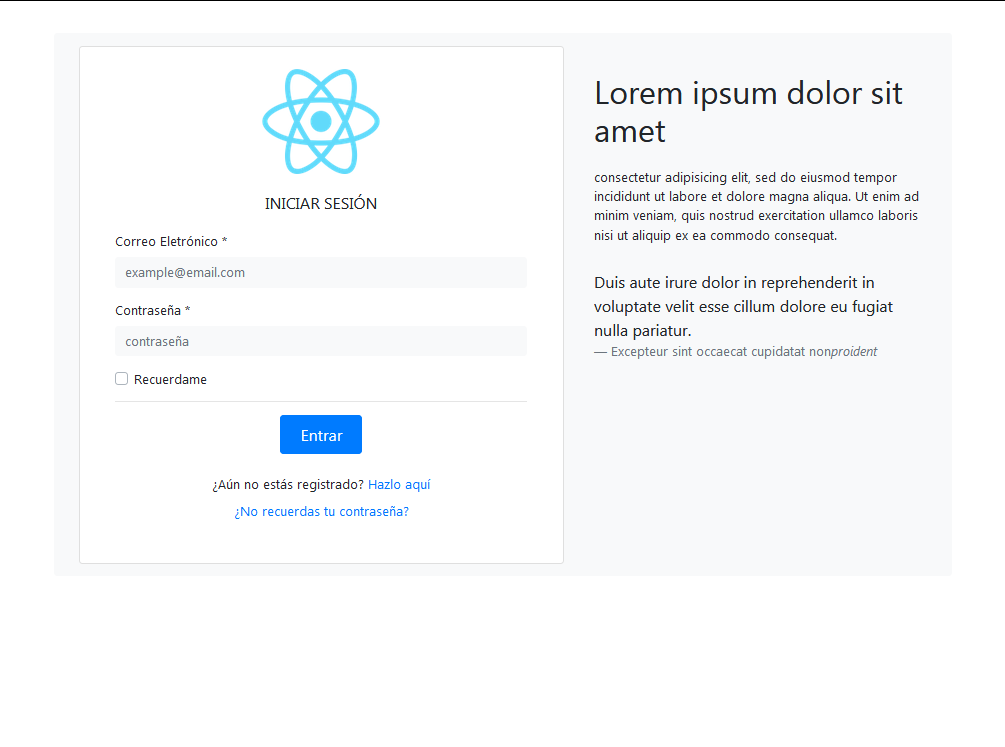 INICIAR SESIÓN
Correo Eletrónico *
example@email.com
Contraseña *
contraseña
Recuerdame
Entrar
¿Aún no estás registrado? Hazlo aquí
¿No recuerdas tu contraseña?
Lorem ipsum dolor sit
amet
consectetur adipisicing elit, sed do eiusmod tempor
incididunt ut labore et dolore magna aliqua. Ut enim ad
minim veniam, quis nostrud exercitation ullamco laboris
nisi ut aliquip ex ea commodo consequat.
Duis aute irure dolor in reprehenderit in
voluptate velit esse cillum dolore eu fugiat
nulla pariatur.
— Excepteur sint occaecat cupidatat nonproident